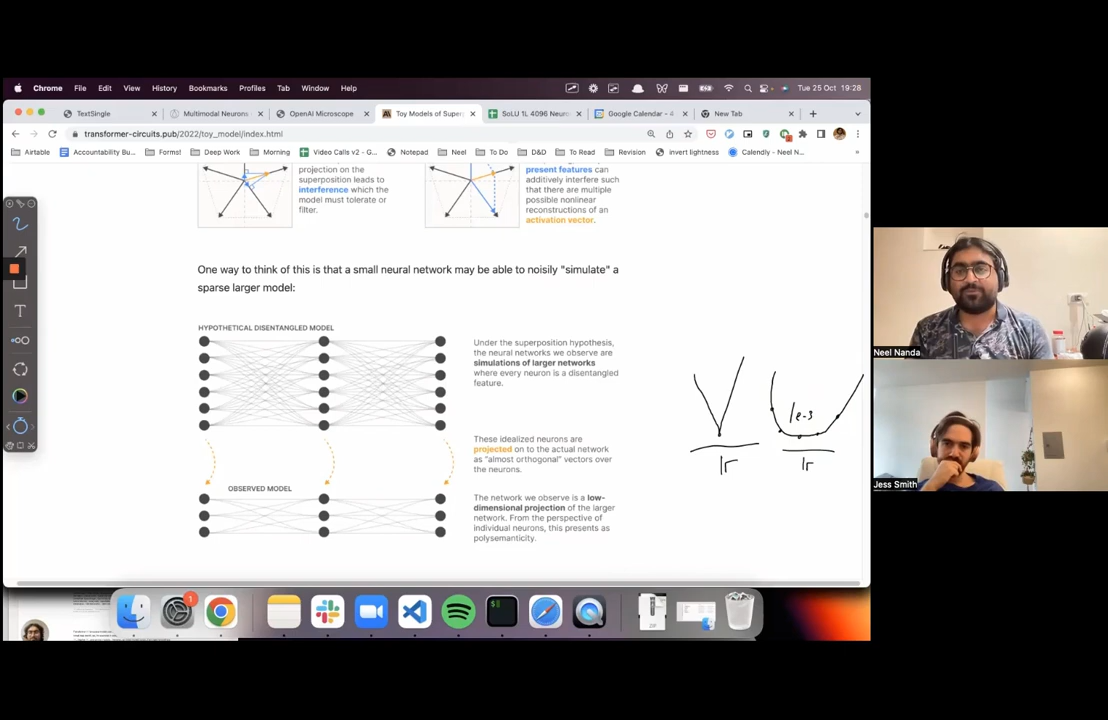 Chrome File Edit View History Bookmarks Profiles Tab Window Help
Tue 25 Oct 19:28
TextSingle
Multimodal Neurons
OpenAI Microscope
Toy Models of Super
SoLU 1L 4096 Neuron
Google Calendar - 4
New Tab
transformer-circuits.pub/2022/toy_model/index.html
Airtable
Accountability Bu...
Forms!
Deep Work
Morning
Video Calls v2 - G...
Notepad
Neel
To Do
D&D
To Read
Revision
invert lightness
Calendly - Neel N...
projection on the
superposition leads to
interference which the
model must tolerate or
filter.
present features can
additively interfere such
that there are multiple
possible nonlinear
reconstructions of an
activation vector.
One way to think of this is that a small neural network may be able to noisily "simulate" a
sparse larger model:
HYPOTHETICAL DISENTANGLED MODEL
Under the superposition hypothesis,
the neural networks we observe are
simulations of larger networks
where every neuron is a disentangled
feature.
These idealized neurons are
projected on to the actual network
as "almost orthogonal" vectors over
the neurons.
OBSERVED MODEL
The network we observe is a low-
dimensional projection of the larger
network. From the perspective of
individual neurons, this presents as
polysemanticity.
1e-3
lr
lr
T
1
Neel Nanda
Jess Smith